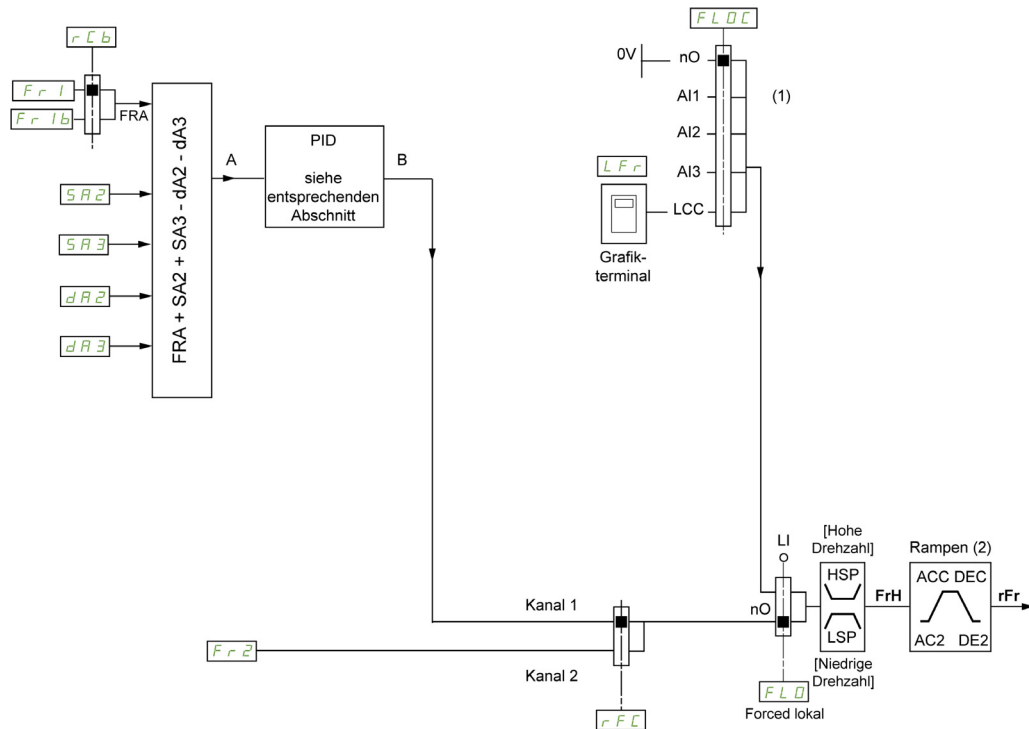 rCb
Fr1
Fr1b
FRA
SA2
SA3
dA2
dA3
FRA + SA2 + SA3 - dA2 - dA3
A
PID
siehe
entsprechenden
Abschnitt
B
FLOC
0V
nO
AI1
(1)
AI2
AI3
LFr
LCC
Grafik-
terminal
Kanal 1
Fr2
Kanal 2
rFC
LI
nO
FLO
Forced lokal
[Hohe
Drehzahl]
HSP
LSP
[Niedrige
Drehzahl]
FrH
Rampen (2)
ACC DEC
AC2 DE2
rFr